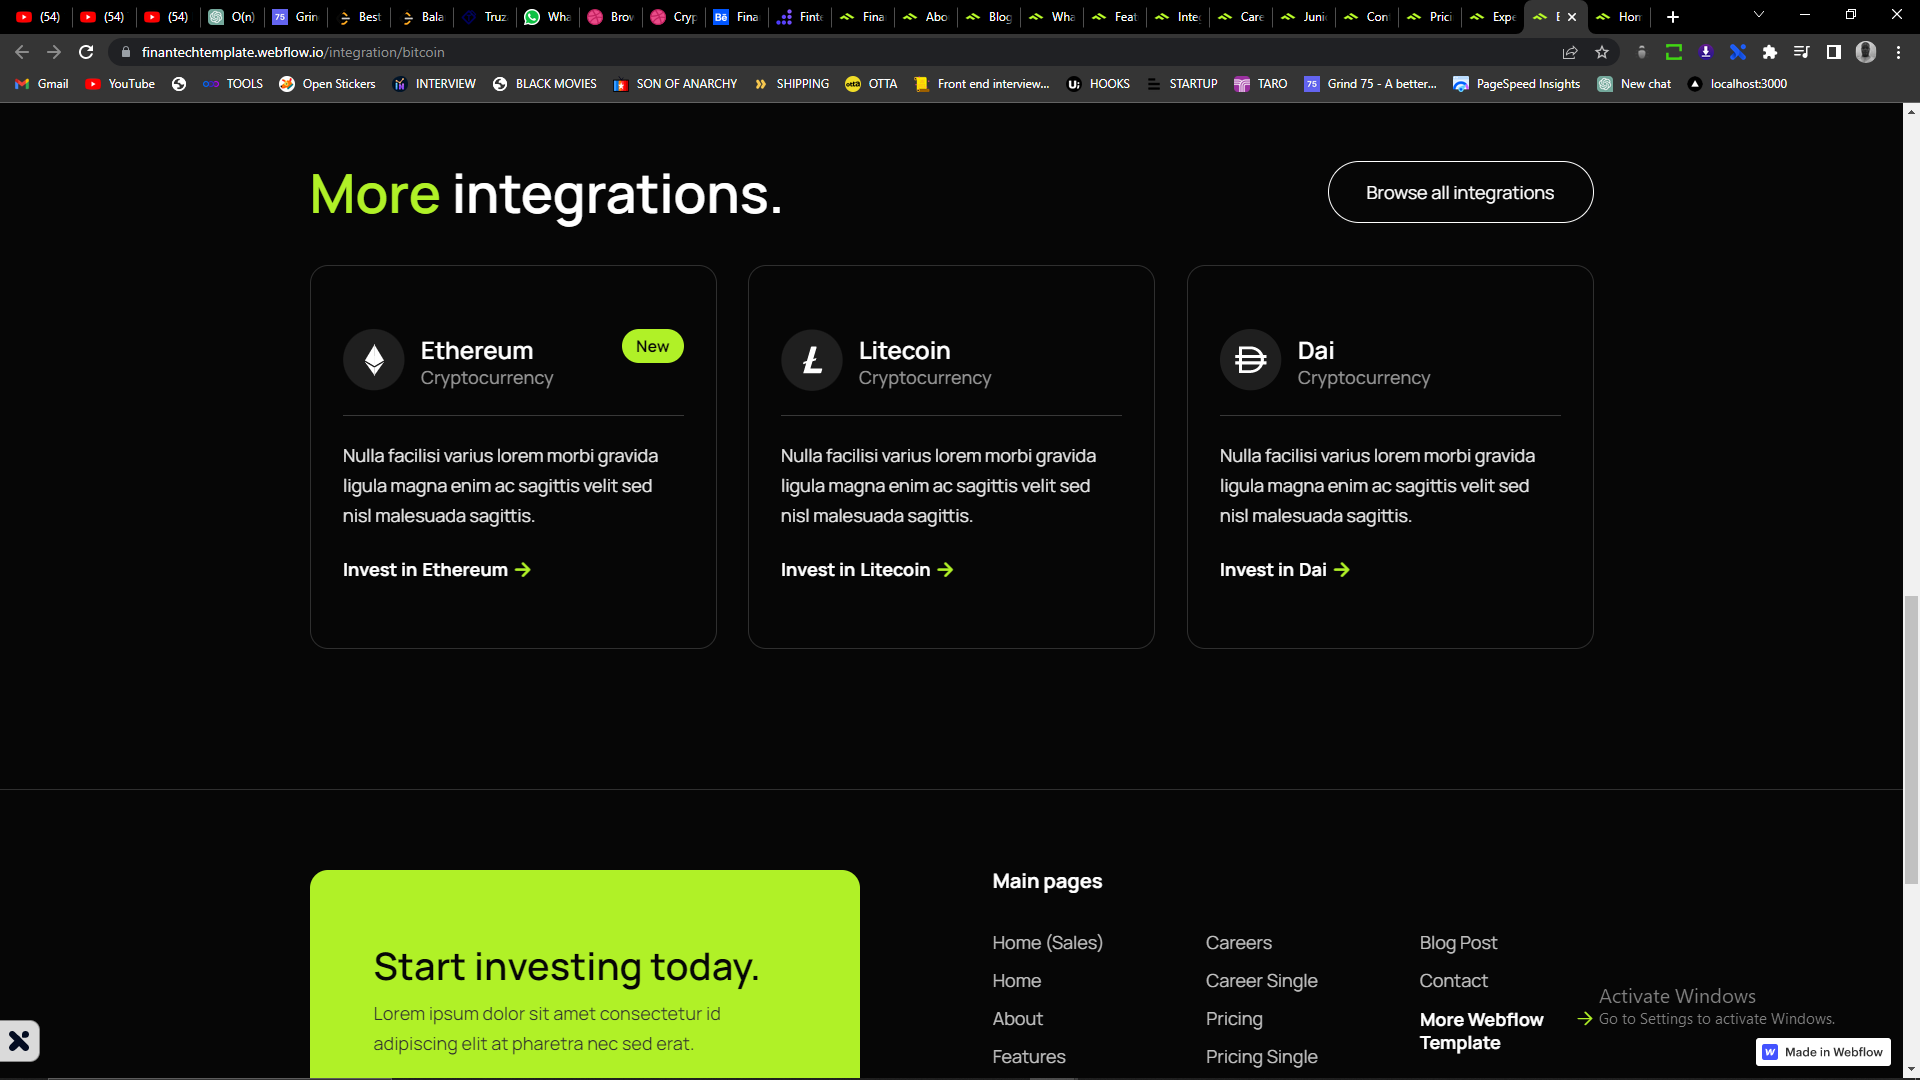 (54)
(54)
(54)
O(n)
Grin
Best
Bala
Truz
Wha
Brov
Cryp
Fina
Finte
Fina
Abo
Blog
Wha
Feat
Integ
Care
Juni
Cont
Prici
Expe
Hom
finantechtemplate.webflow.io/integration/bitcoin
Gmail
YouTube
TOOLS
Open Stickers
INTERVIEW
BLACK MOVIES
SON OF ANARCHY
SHIPPING
OTTA
Front end interview...
HOOKS
STARTUP
TARO
Grind 75 - A better...
PageSpeed Insights
New chat
localhost:3000
More integrations.
Browse all integrations
Ethereum
New
Cryptocurrency
Nulla facilisi varius lorem morbi gravida
ligula magna enim ac sagittis velit sed
nisl malesuada sagittis.
Invest in Ethereum
Litecoin
Cryptocurrency
Nulla facilisi varius lorem morbi gravida
ligula magna enim ac sagittis velit sed
nisl malesuada sagittis.
Invest in Litecoin
Dai
Cryptocurrency
Nulla facilisi varius lorem morbi gravida
ligula magna enim ac sagittis velit sed
nisl malesuada sagittis.
Invest in Dai
Start investing today.
Lorem ipsum dolor sit amet consectetur id
adipiscing elit at pharetra nec sed erat.
Main pages
Home (Sales)
Home
About
Features
Careers
Career Single
Pricing
Pricing Single
Blog Post
Contact
More Webflow
Template
Activate Windows
Go to Settings to activate Windows.
Made in Webflow